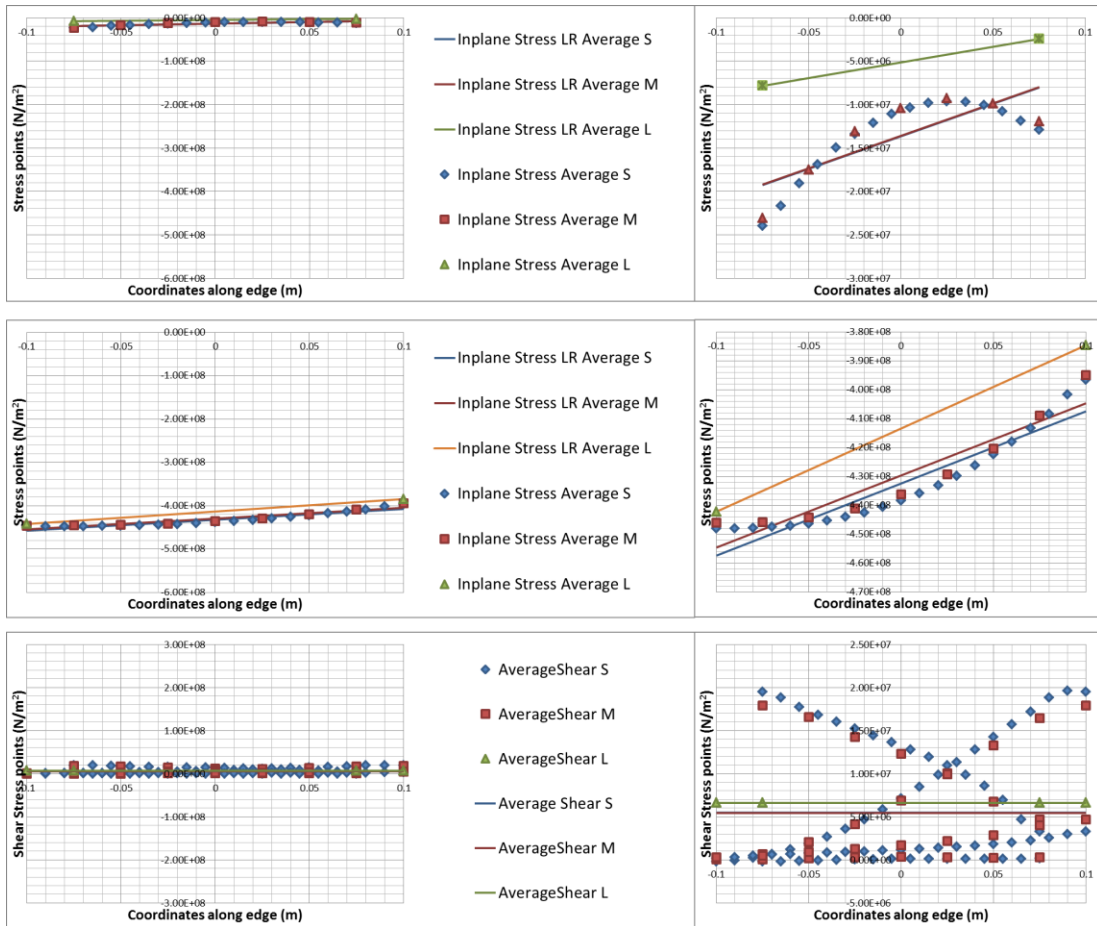 0.00E+00
-0.1 -0.05 0 0.05 0.1
-1.00E+08
-2.00E+08
-3.00E+08
-4.00E+08
-5.00E+08
-6.00E+08
Stress points (N/m²)
Coordinates along edge (m)
Inplane Stress LR Average S
Inplane Stress LR Average M
Inplane Stress LR Average L
Inplane Stress Average S
Inplane Stress Average M
Inplane Stress Average L
0.00E+00
-0.1 -0.05 0 0.05 0.1
-5.00E+06
-1.00E+07
-1.50E+07
-2.00E+07
-2.50E+07
-3.00E+07
Stress points (N/m²)
Coordinates along edge (m)
0.00E+00
-0.1 -0.05 0 0.05 0.1
-1.00E+08
-2.00E+08
-3.00E+08
-4.00E+08
-5.00E+08
-6.00E+08
Stress points (N/m²)
Coordinates along edge (m)
Inplane Stress LR Average S
Inplane Stress LR Average M
Inplane Stress LR Average L
Inplane Stress Average S
Inplane Stress Average M
Inplane Stress Average L
-3.80E+08
-0.1 -0.05 0 0.05 0.1
-3.90E+08
-4.00E+08
-4.10E+08
-4.20E+08
-4.30E+08
-4.40E+08
-4.50E+08
-4.60E+08
-4.70E+08
Stress points (N/m²)
Coordinates along edge (m)
3.00E+08
2.00E+08
1.00E+08
0.00E+00
-0.1 -0.05 0 0.05 0.1
-1.00E+08
-2.00E+08
-3.00E+08
Shear Stress points (N/m²)
Coordinates along edge (m)
AverageShear S
AverageShear M
AverageShear L
Average Shear S
AverageShear M
AverageShear L
2.50E+07
2.00E+07
1.50E+07
1.00E+07
5.00E+06
0.00E+00
-0.1 -0.05 0 0.05 0.1
-5.00E+06
Shear Stress points (N/m²)
Coordinates along edge (m)